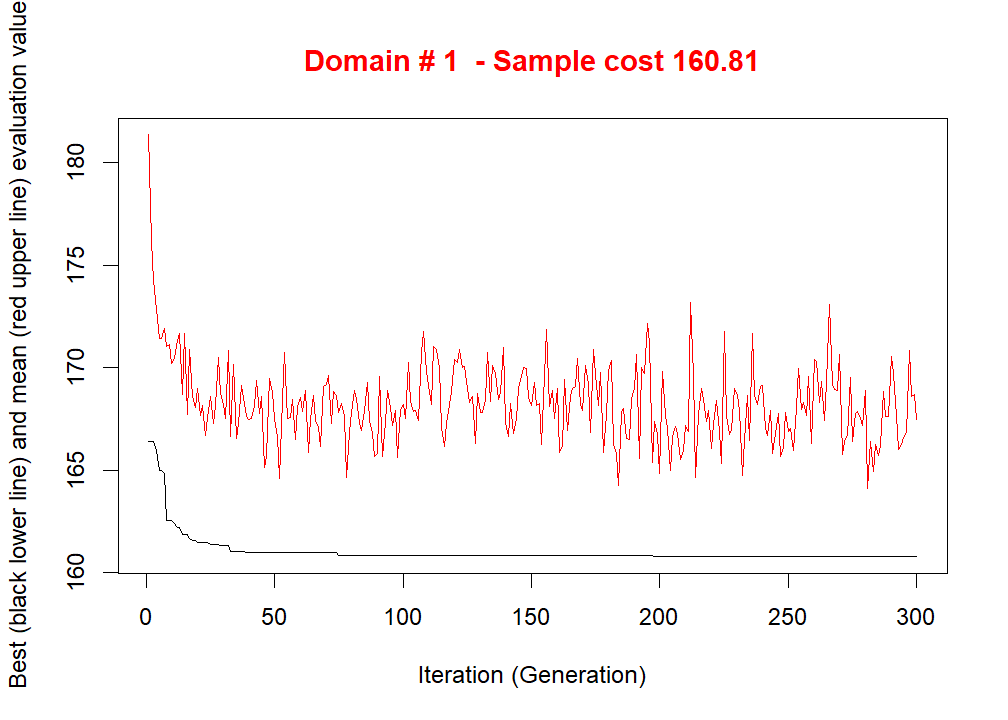 Domain # 1  - Sample cost 160.81
Best (black lower line) and mean (red upper line) evaluation value
180
175
170
165
160
0 50 100 150 200 250 300
Iteration (Generation)